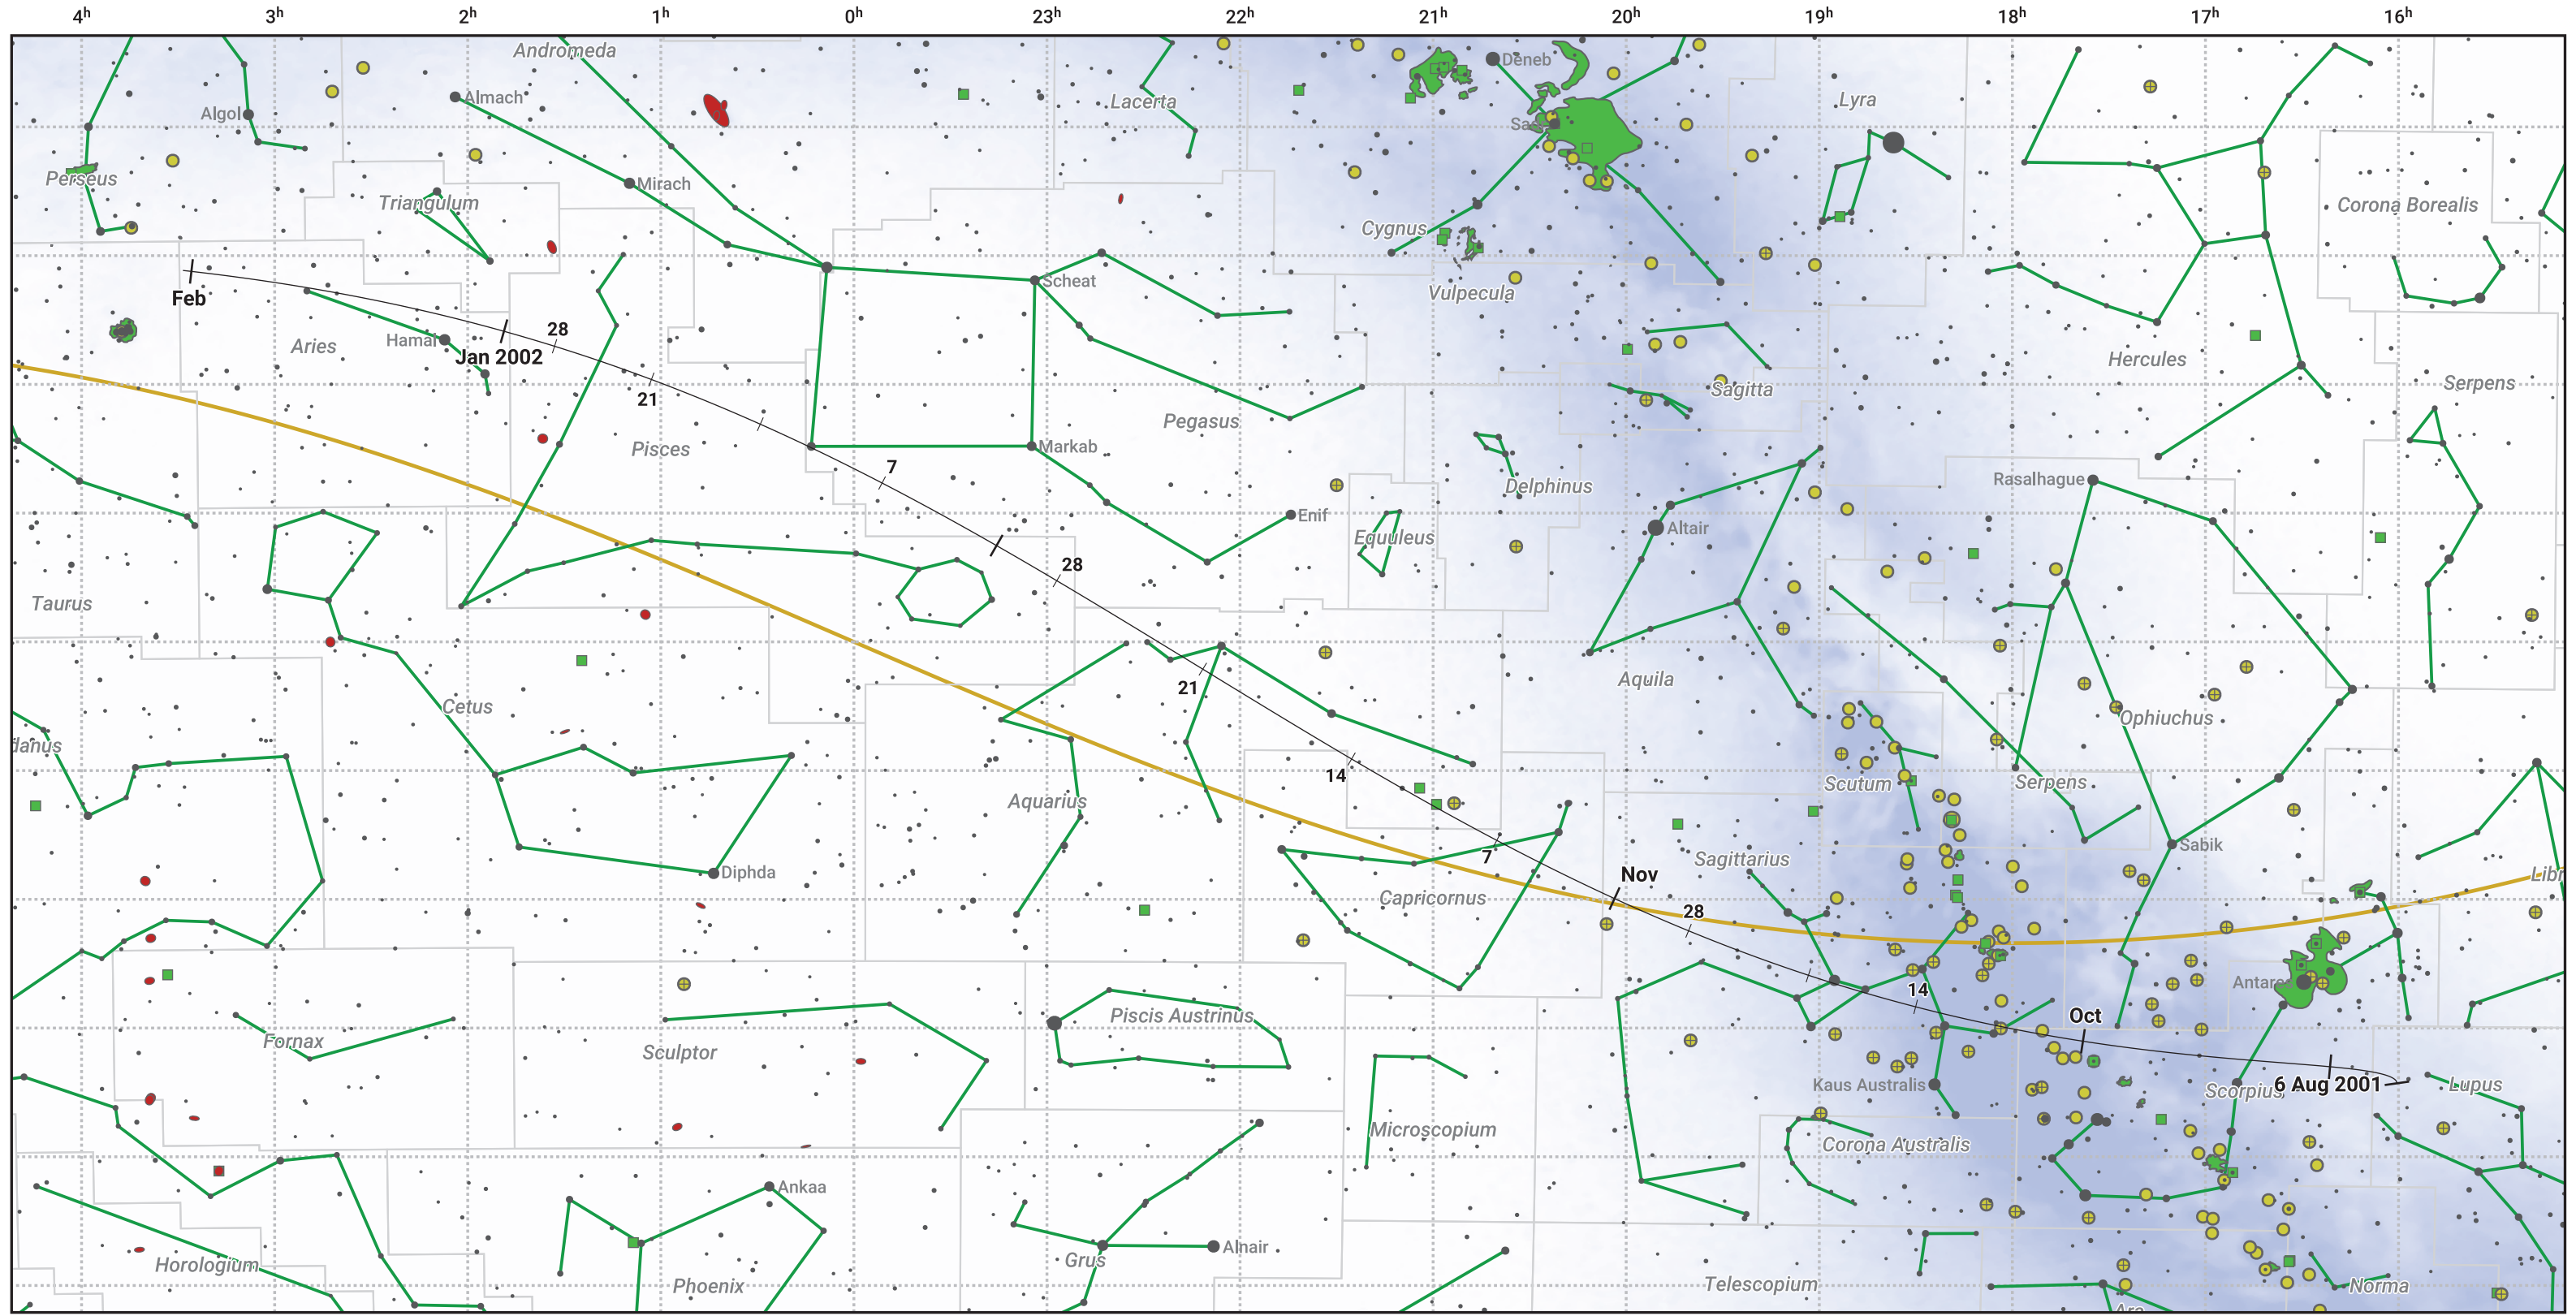 4h 3h 2h 1h 0h 23h 22h 21h 20h 19h 18h 17h 16h
Andromeda
Deneb
Almach
Lacerta
Lyra
Algol
Perseus
Mirach
Triangulum
Cygnus
Corona Borealis
Scheat
Vulpecula
Feb
28
Aries
Hamal
Jan 2002
Hercules
Sagitta
Serpens
21
Pegasus
Pisces
Markab
7
Delphinus
Rasalhague
Enif
Altair
Equuleus
28
Taurus
Aquila
21
Cetus
Ophiuchus
danus
14
Scutum
Serpens
Aquarius
Sabik
7
Sagittarius
Diphda
Nov
Libr
Capricornus
28
Antares
14
Piscis Austrinus
Oct
Fornax
Sculptor
Kaus Australis
Scorpius
6 Aug 2001
Lupus
Microscopium
Corona Australis
Ankaa
Alnair
Grus
Horologium
Phoenix
Telescopium
Norma
Ara